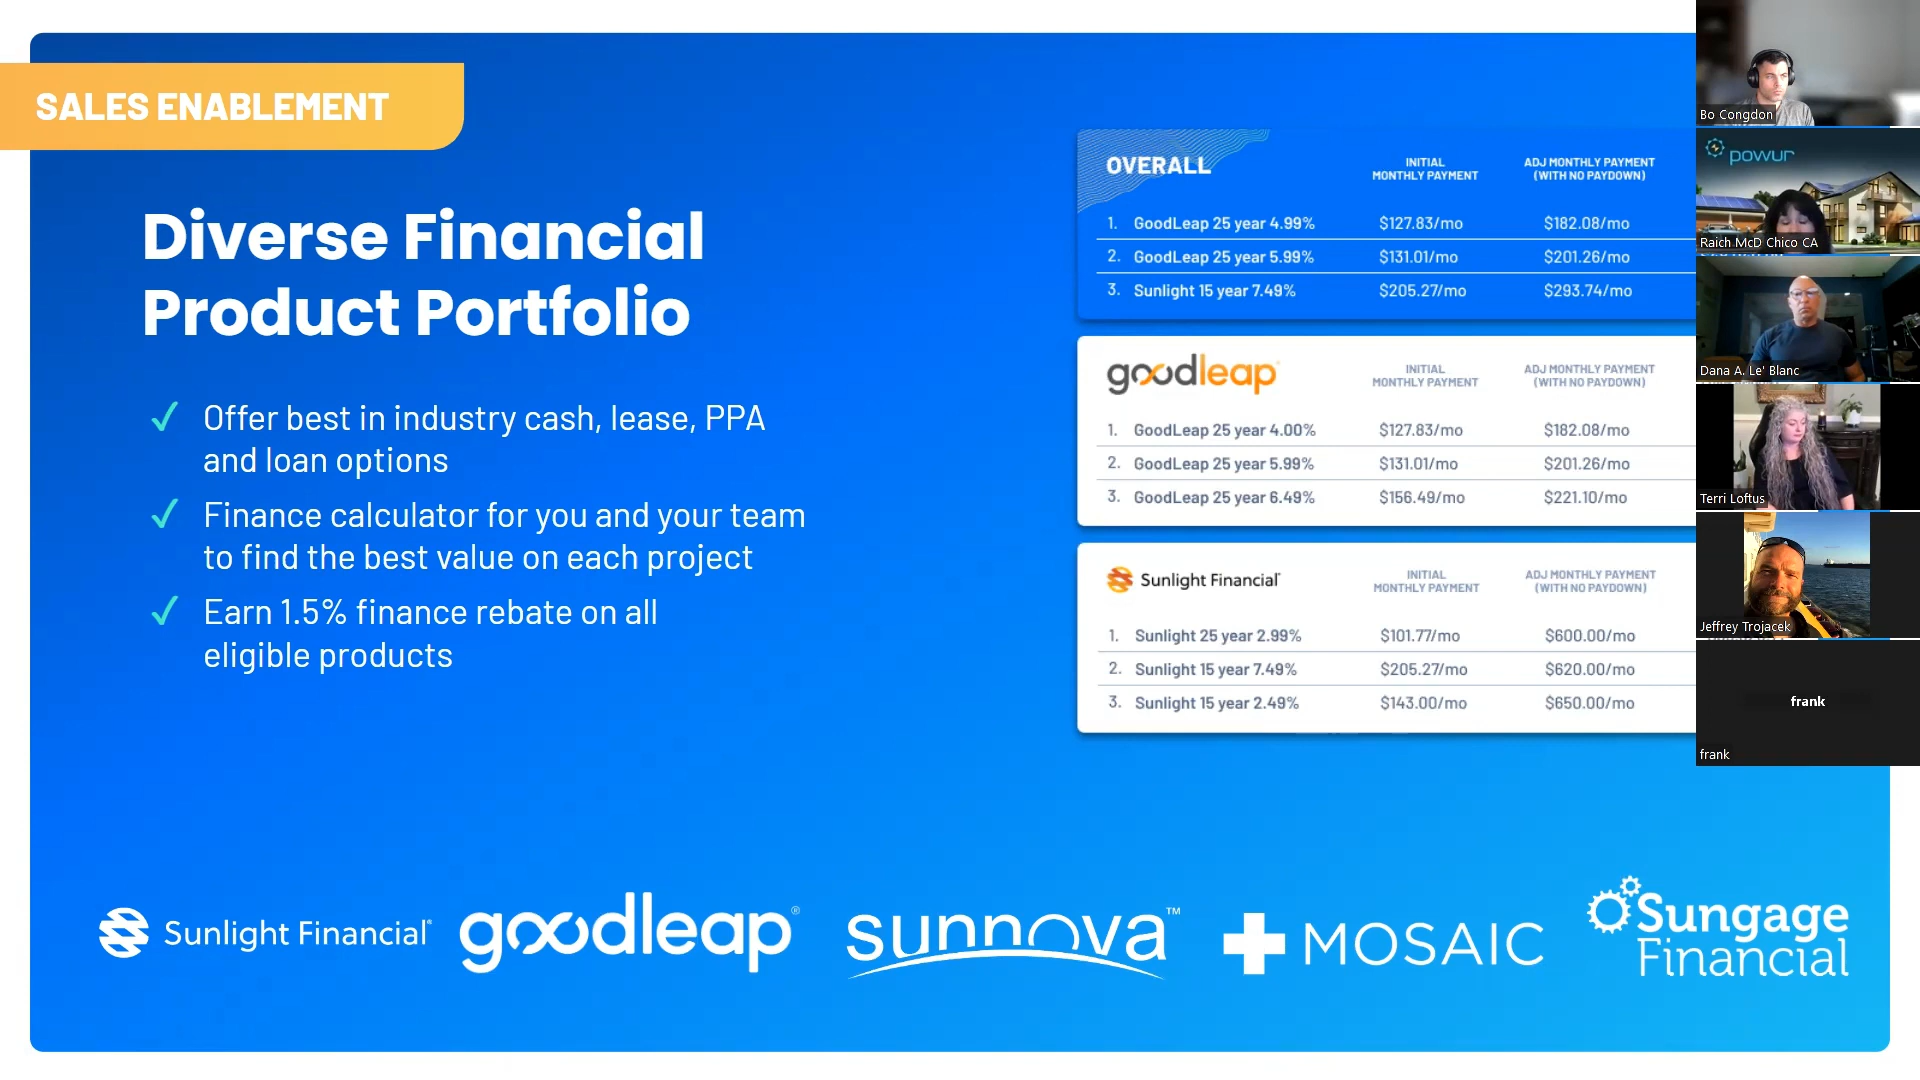 SALES ENABLEMENT
Diverse Financial
Product Portfolio
✓ Offer best in industry cash, lease, PPA
and loan options
✓ Finance calculator for you and your team
to find the best value on each project
✓ Earn 1.5% finance rebate on all
eligible products
OVERALL
INITIAL
MONTHLY PAYMENT
ADJ MONTHLY PAYMENT
(WITH NO PAYDOWN)
1. GoodLeap 25 year 4.99% $127.83/mo $182.08/mo
2. GoodLeap 25 year 5.99% $131.01/mo $201.26/mo
3. Sunlight 15 year 7.49% $205.27/mo $293.74/mo
goodleap
INITIAL
MONTHLY PAYMENT
ADJ MONTHLY PAYMENT
(WITH NO PAYDOWN)
1. GoodLeap 25 year 4.00% $127.83/mo $182.08/mo
2. GoodLeap 25 year 5.99% $131.01/mo $201.26/mo
3. GoodLeap 25 year 6.49% $156.49/mo $221.10/mo
Sunlight Financial
INITIAL
MONTHLY PAYMENT
ADJ MONTHLY PAYMENT
(WITH NO PAYDOWN)
1. Sunlight 25 year 2.99% $101.77/mo $600.00/mo
2. Sunlight 15 year 7.49% $205.27/mo $620.00/mo
3. Sunlight 15 year 2.49% $143.00/mo $650.00/mo
Sunlight Financial®
goodleap®
sunnova™
MOSAIC
Sungage
Financial
Bo Congdon
powur
Raich McD Chico CA
Dana A. Le' Blanc
Terri Loftus
Jeffrey Trojacek
frank
frank